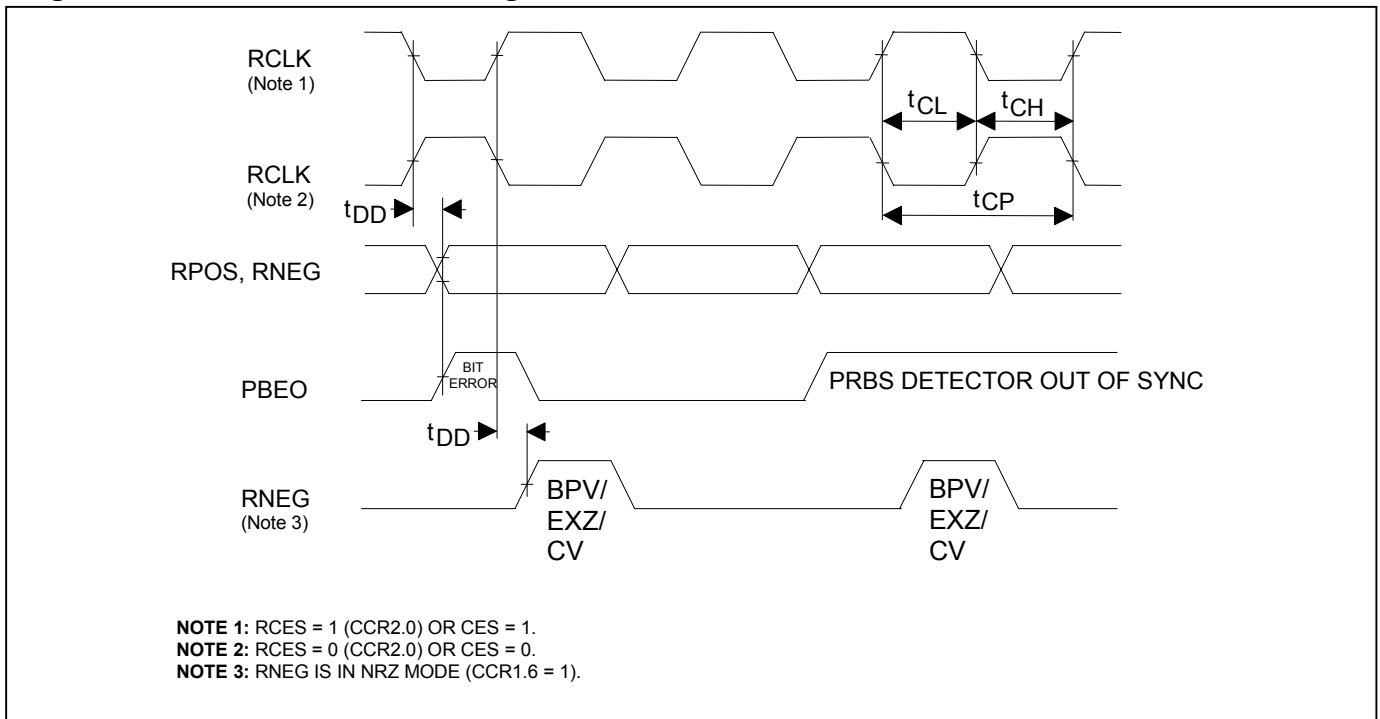 RCLK
(Note 1)
tCL
tCH
RCLK
(Note 2)
tCP
tDD
RPOS, RNEG
BIT
ERROR
PBEO
PRBS DETECTOR OUT OF SYNC
tDD
RNEG
(Note 3)
BPV/
EXZ/
CV
BPV/
EXZ/
CV
NOTE 1: RCES = 1 (CCR2.0) OR CES = 1.
NOTE 2: RCES = 0 (CCR2.0) OR CES = 0.
NOTE 3: RNEG IS IN NRZ MODE (CCR1.6 = 1).